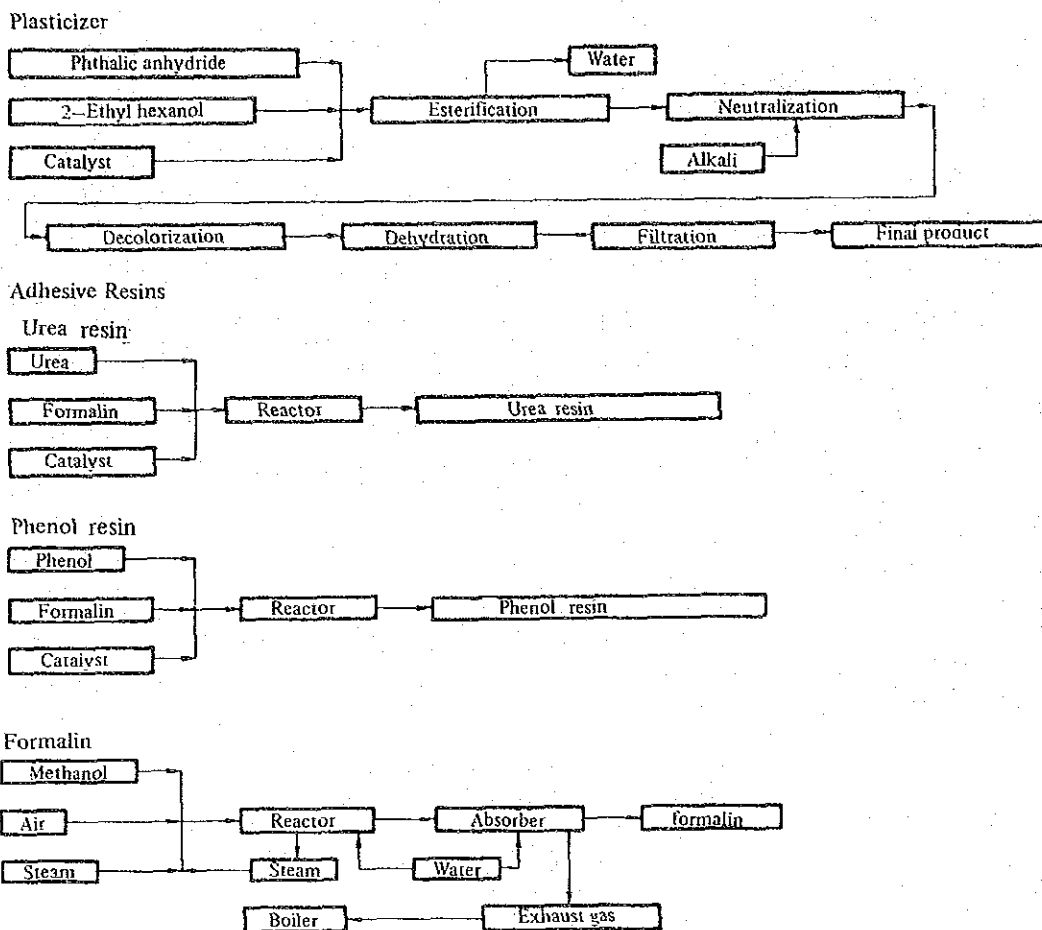 Plasticizer
Phthalic anhydride
Water
2-Ethyl hexanol
Esterification
Neutralization
Catalyst
Alkali
Decolorization
Dehydration
Filtration
Final product
Adhesive Resins
Urea resin
Urea
Formalin
Reactor
Urea resin
Catalyst
Phenol resin
Phenol
Formalin
Reactor
Phenol resin
Catalyst
Formalin
Methanol
Air
Reactor
Absorber
formalin
Steam
Steam
Water
Boiler
Exhaust gas